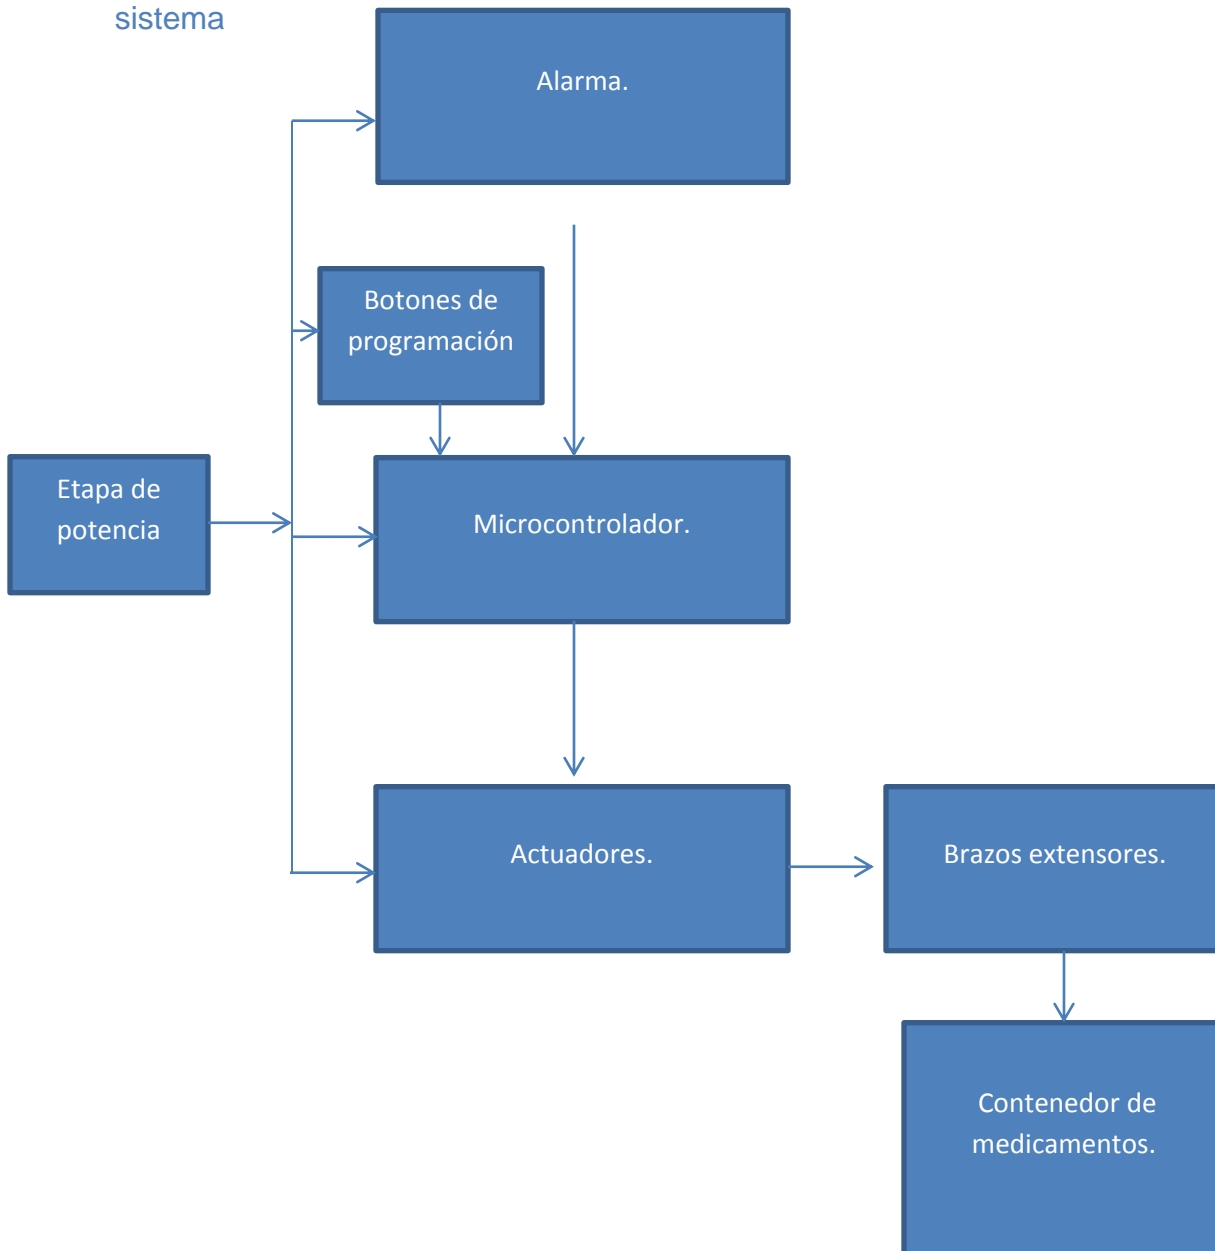 sistema
Alarma.
Botones de
programación
Etapa de
potencia
Microcontrolador.
Actuadores.
Brazos extensores.
Contenedor de
medicamentos.